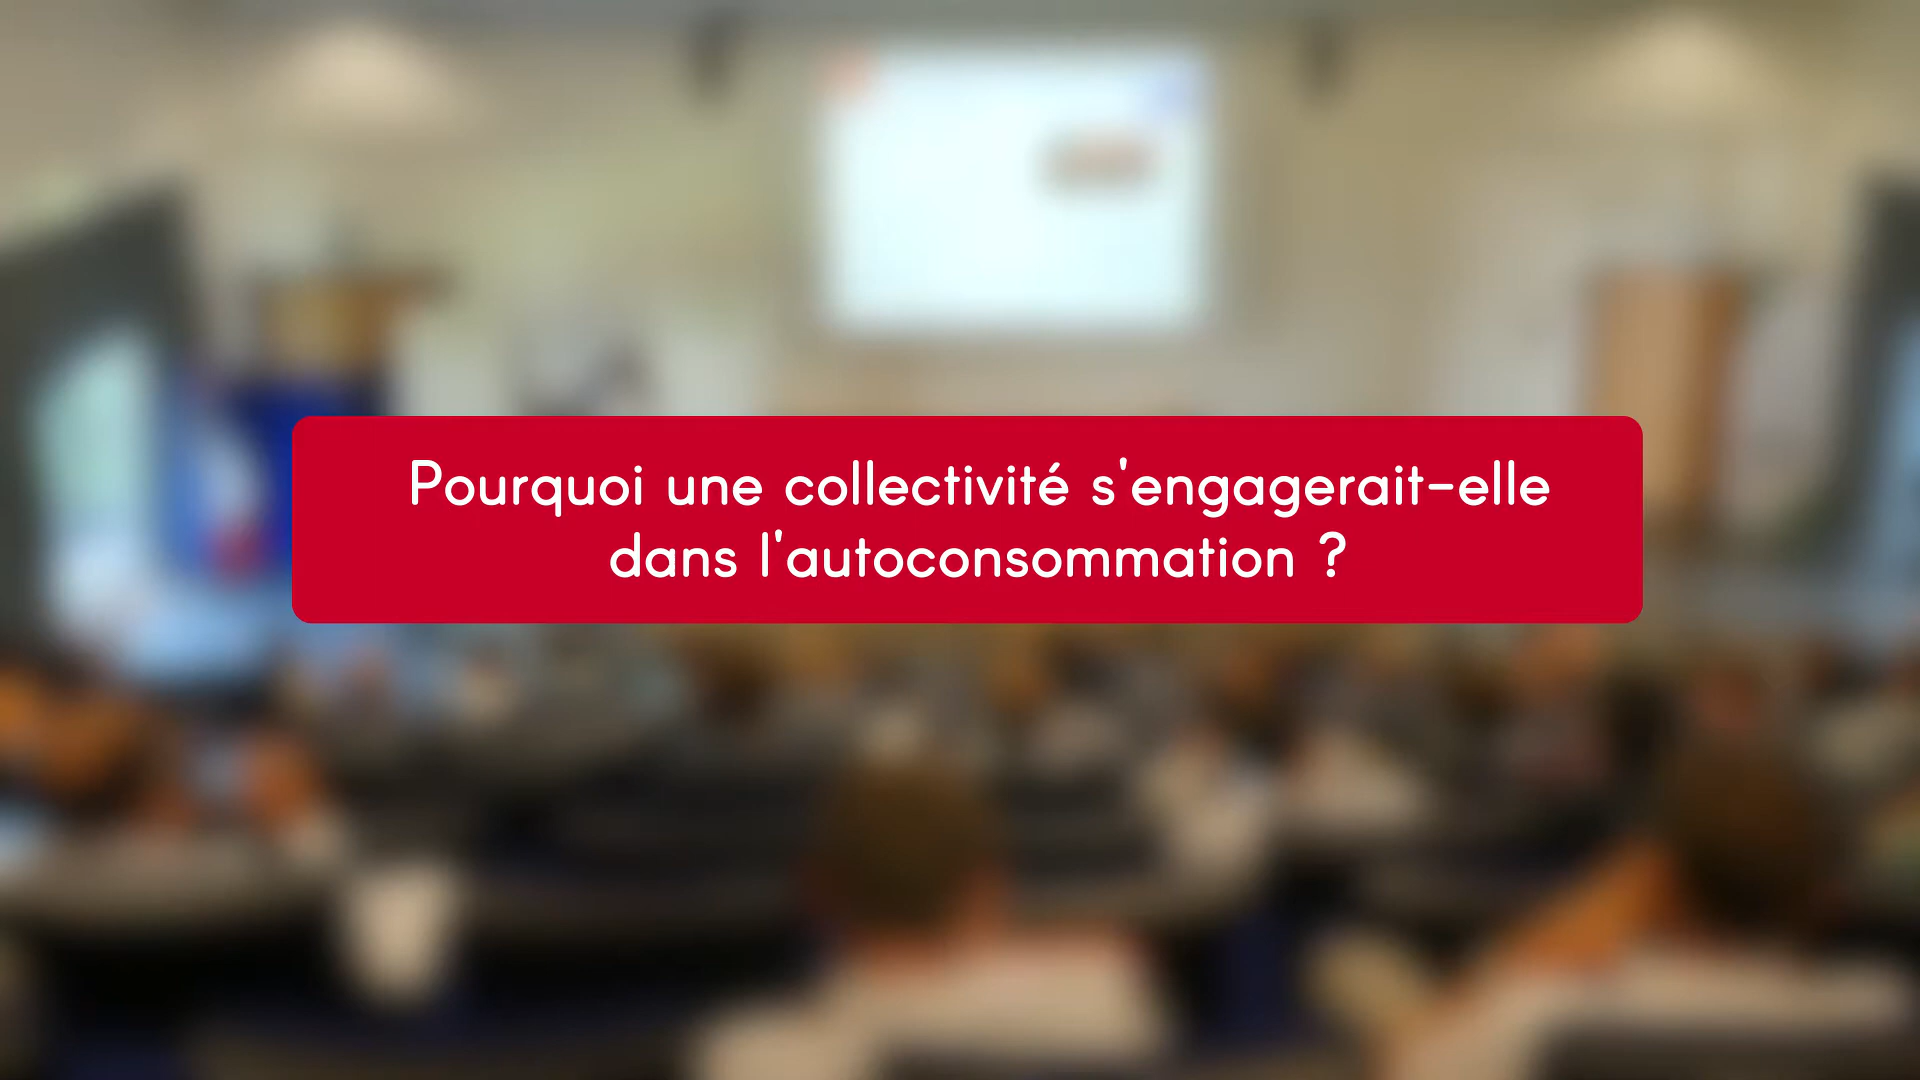 Pourquoi une collectivité s'engagerait-elle
dans l'autoconsommation ?